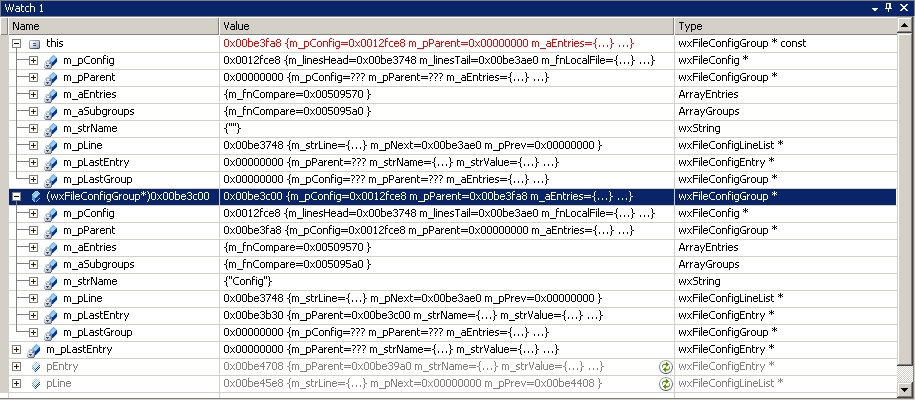 Watch 1
Name Value Type
this 0x00be3fa8 {m_pConfig=0x0012fce8 m_pParent=0x00000000 m_aEntries={...} ...} wxFileConfigGroup * const
m_pConfig 0x0012fce8 {m_linesHead=0x00be3748 m_linesTail=0x00be3ae0 m_fnLocalFile={...} ...} wxFileConfig *
m_pParent 0x00000000 {m_pConfig=??? m_pParent=??? m_aEntries={...} ...} wxFileConfigGroup *
m_aEntries {m_fnCompare=0x00509570 } ArrayEntries
m_aSubgroups {m_fnCompare=0x005095a0 } ArrayGroups
m_strName {""} wxString
m_pLine 0x00be3748 {m_strLine={...} m_pNext=0x00be3ae0 m_pPrev=0x00000000 } wxFileConfigLineList *
m_pLastEntry 0x00000000 {m_pParent=??? m_strName={...} m_strValue={...} ...} wxFileConfigEntry *
m_pLastGroup 0x00000000 {m_pConfig=??? m_pParent=??? m_aEntries={...} ...} wxFileConfigGroup *
(wxFileConfigGroup*)0x00be3c00 0x00be3c00 {m_pConfig=0x0012fce8 m_pParent=0x00be3fa8 m_aEntries={...} ...} wxFileConfigGroup *
m_pConfig 0x0012fce8 {m_linesHead=0x00be3748 m_linesTail=0x00be3ae0 m_fnLocalFile={...} ...} wxFileConfig *
m_pParent 0x00be3fa8 {m_pConfig=0x0012fce8 m_pParent=0x00000000 m_aEntries={...} ...} wxFileConfigGroup *
m_aEntries {m_fnCompare=0x00509570 } ArrayEntries
m_aSubgroups {m_fnCompare=0x005095a0 } ArrayGroups
m_strName {"Config"} wxString
m_pLine 0x00be3748 {m_strLine={...} m_pNext=0x00be3ae0 m_pPrev=0x00000000 } wxFileConfigLineList *
m_pLastEntry 0x00be3b30 {m_pParent=0x00be3c00 m_strName={...} m_strValue={...} ...} wxFileConfigEntry *
m_pLastGroup 0x00000000 {m_pConfig=??? m_pParent=??? m_aEntries={...} ...} wxFileConfigGroup *
m_pLastEntry 0x00000000 {m_pParent=??? m_strName={...} m_strValue={...} ...} wxFileConfigEntry *
pEntry 0x00be4708 {m_pParent=0x00be39a0 m_strName={...} m_strValue={...} ...} wxFileConfigEntry *
pLine 0x00be45e8 {m_strLine={...} m_pNext=0x00000000 m_pPrev=0x00be4408 } wxFileConfigLineList *